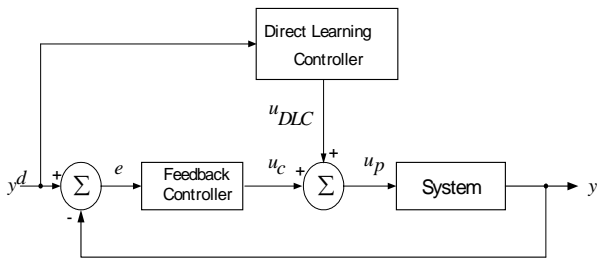 Direct Learning
Controller
u_DLC
+
+
y^d
+
Σ
-
e
Feedback
Controller
u_c
Σ
u_p
System
y